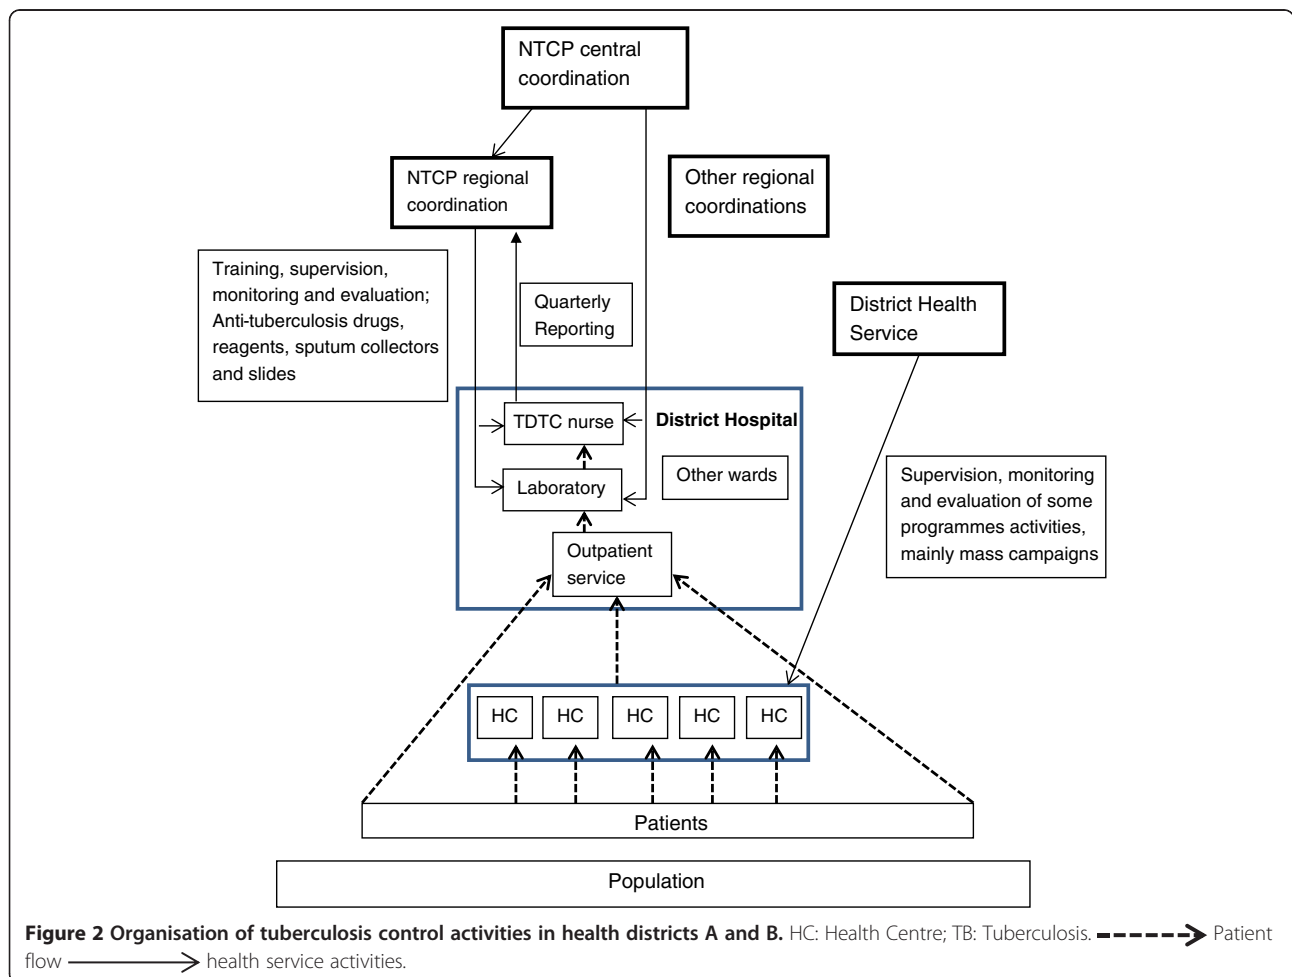 NTCP central
coordination
NTCP regional
coordination
Other regional
coordinations
Training, supervision,
monitoring and evaluation;
Anti-tuberculosis drugs,
reagents, sputum collectors
and slides
Quarterly
Reporting
District Health
Service
TDTC nurse
District Hospital
Other wards
Laboratory
Supervision, monitoring
and evaluation of some
programmes activities,
mainly mass campaigns
Outpatient
service
HC HC HC HC HC
Patients
Population
Figure 2 Organisation of tuberculosis control activities in health districts A and B. HC: Health Centre; TB: Tuberculosis. Patient
flow health service activities.